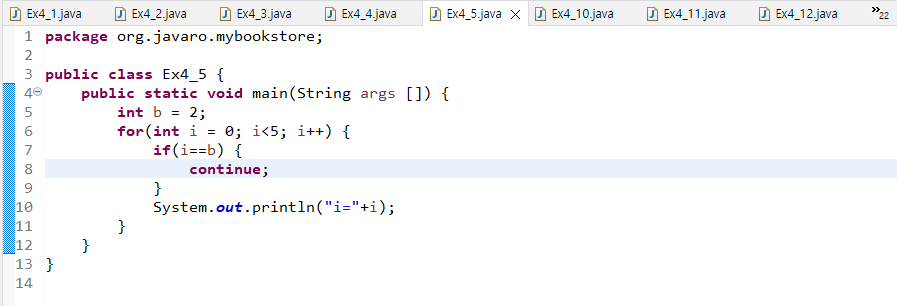 Ex4_1.java Ex4_2.java Ex4_3.java Ex4_4.java Ex4_5.java Ex4_10.java Ex4_11.java Ex4_12.java »22
1 package org.javaro.mybookstore;
2
3 public class Ex4_5 {
4     public static void main(String args []) {
5         int b = 2;
6         for(int i = 0; i<5; i++) {
7             if(i==b) {
8                 continue;
9             }
10             System.out.println("i="+i);
11         }
12     }
13 }
14